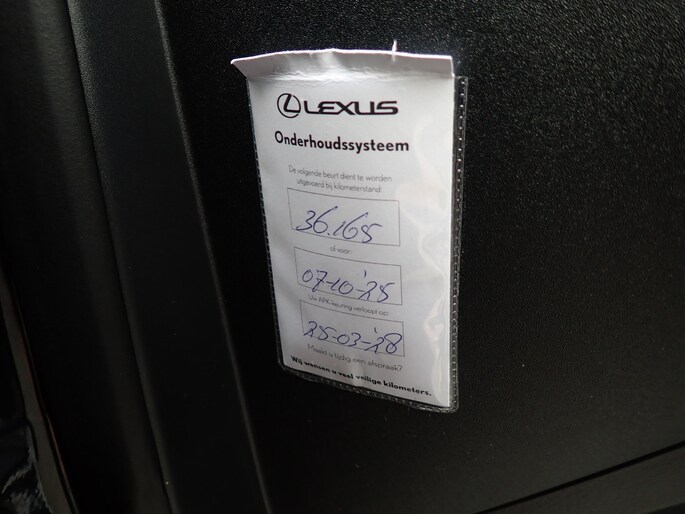 LEXUS
Onderhoudssysteem
De volgende beurt dient te worden
uitgevoerd bij kilometerstand:
36.165
of voor:
07-10-'25
Uw APK-keuring verloopt op:
25-03-'28
Maakt u tijdig een afspraak?
Wij wensen u veel veilige kilometers.